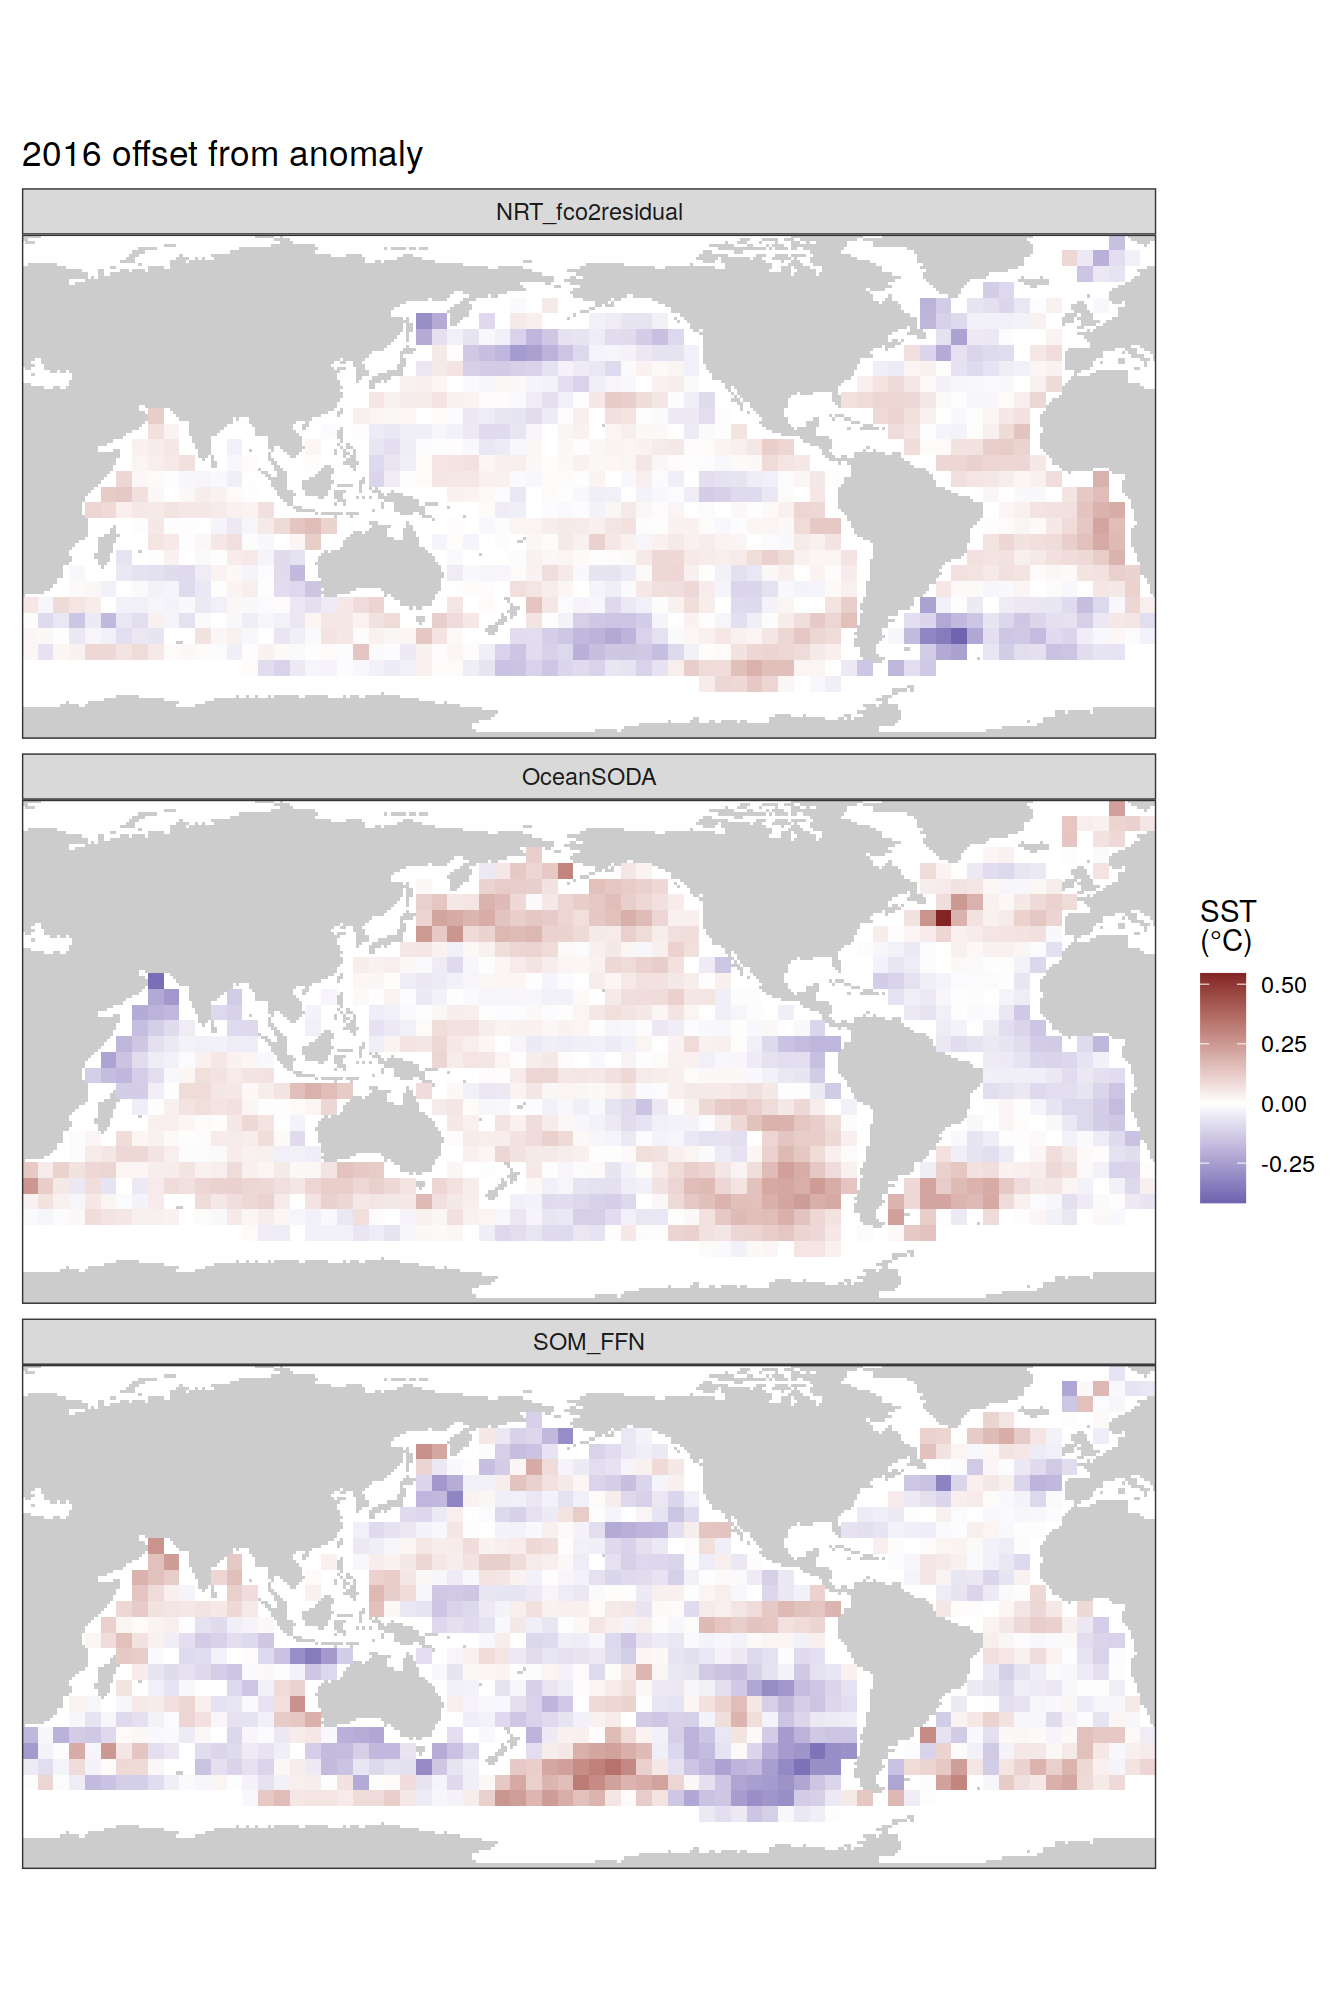 2016 offset from anomaly
NRT_fco2residual
OceanSODA
SST
(°C)
0.50
0.25
0.00
-0.25
SOM_FFN